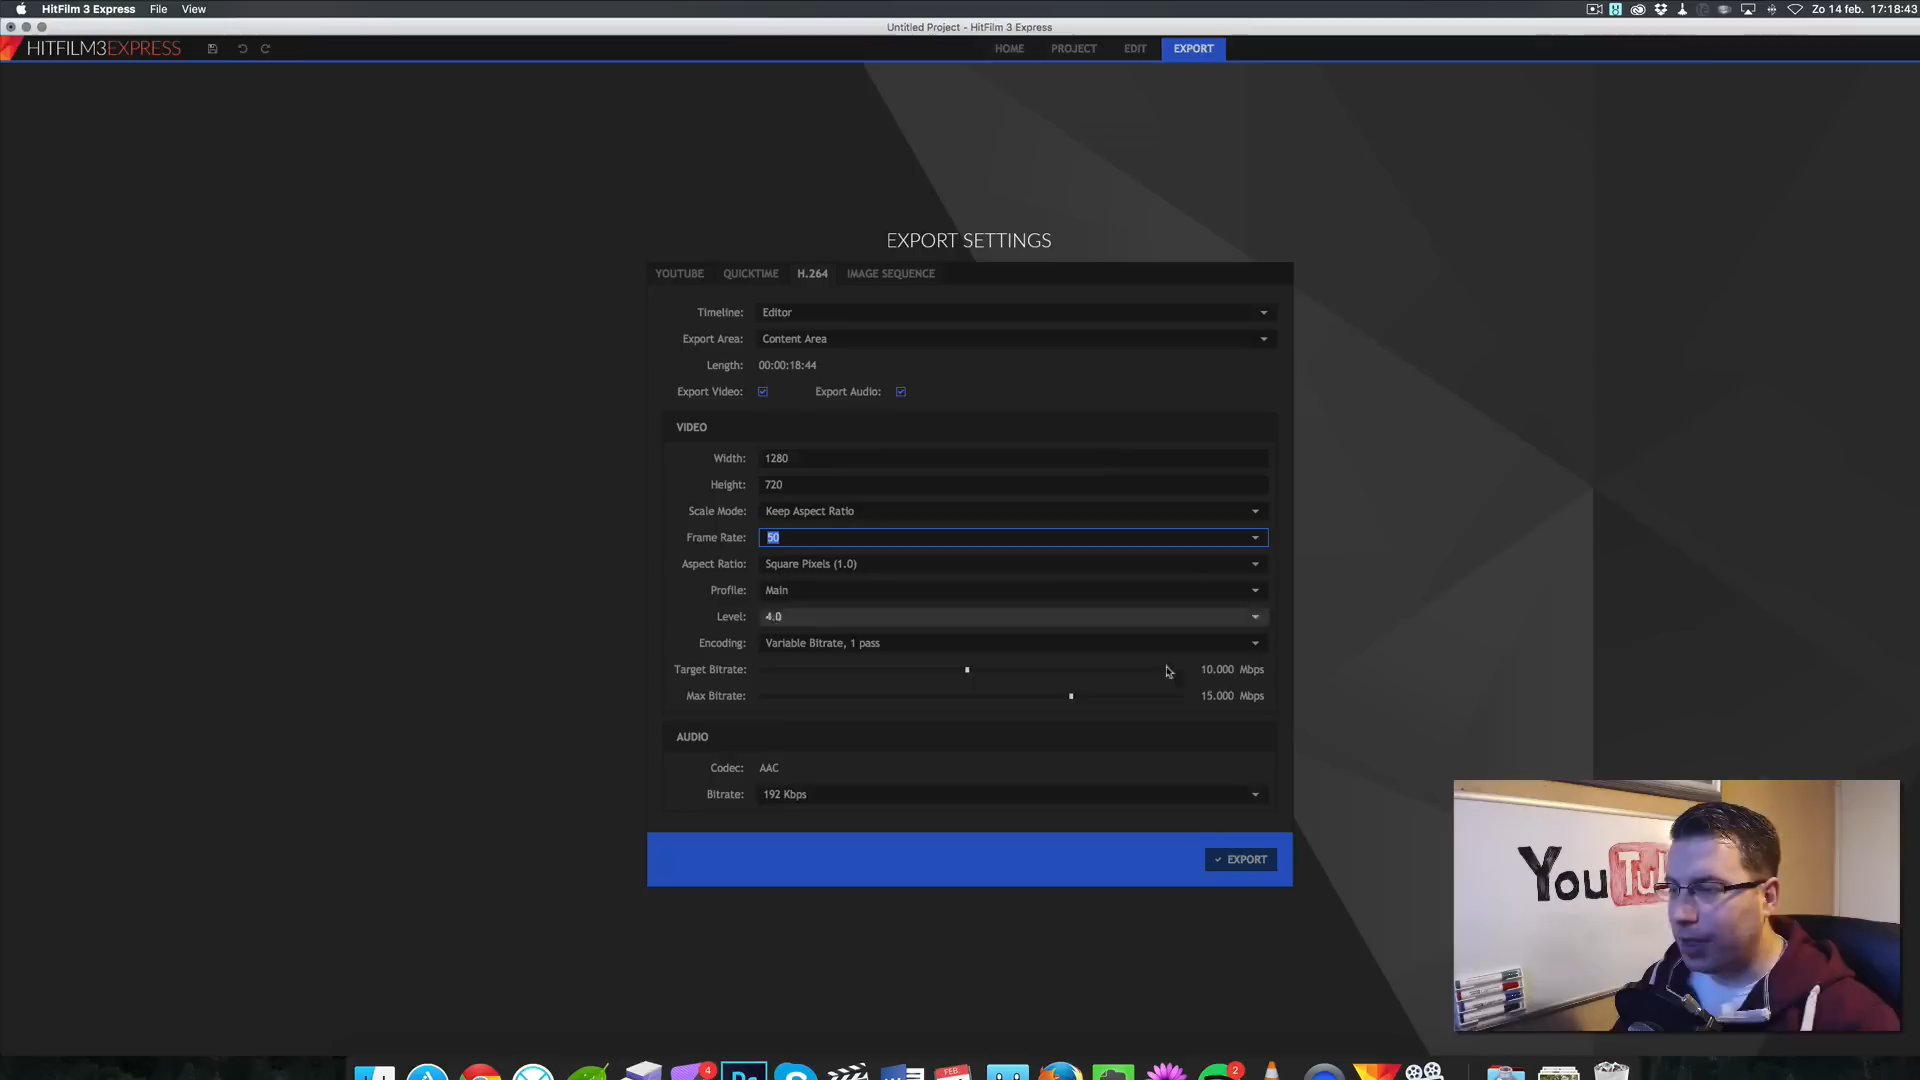 HitFilm 3 Express File View Zo 14 feb. 17:18:43
Untitled Project - HitFilm 3 Express
HITFILM3EXPRESS HOME PROJECT EDIT EXPORT
EXPORT SETTINGS
YOUTUBE QUICKTIME H.264 IMAGE SEQUENCE
Timeline: Editor
Export Area: Content Area
Length: 00:00:18:44
Export Video: Export Audio:
VIDEO
Width: 1280
Height: 720
Scale Mode: Keep Aspect Ratio
Frame Rate: 50
Aspect Ratio: Square Pixels (1.0)
Profile: Main
Level: 4.0
Encoding: Variable Bitrate, 1 pass
Target Bitrate: 10.000 Mbps
Max Bitrate: 15.000 Mbps
AUDIO
Codec: AAC
Bitrate: 192 Kbps
EXPORT
YouTu
4 FEB 2